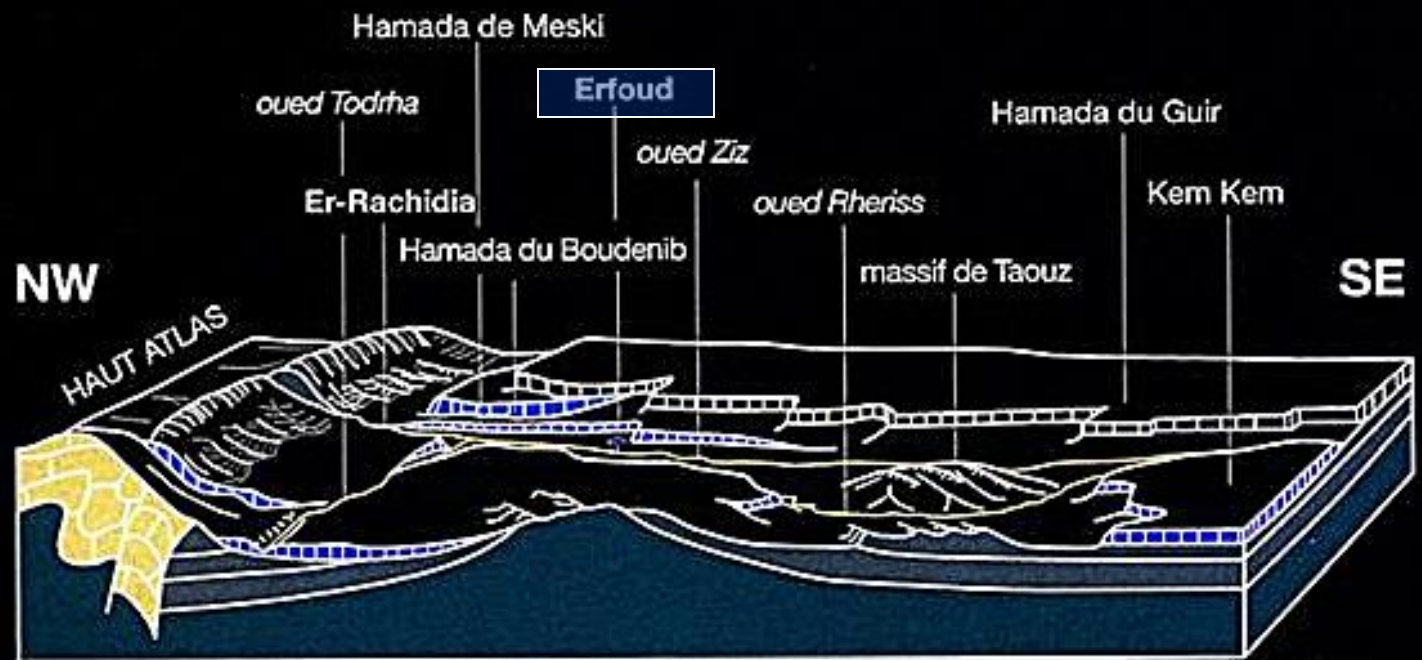 Hamada de Meski
Erfoud
oued Todrha
Hamada du Guir
oued Ziz
Kem Kem
Er-Rachidia
oued Rheriss
Hamada du Boudenib
massif de Taouz
NW
SE
HAUT ATLAS